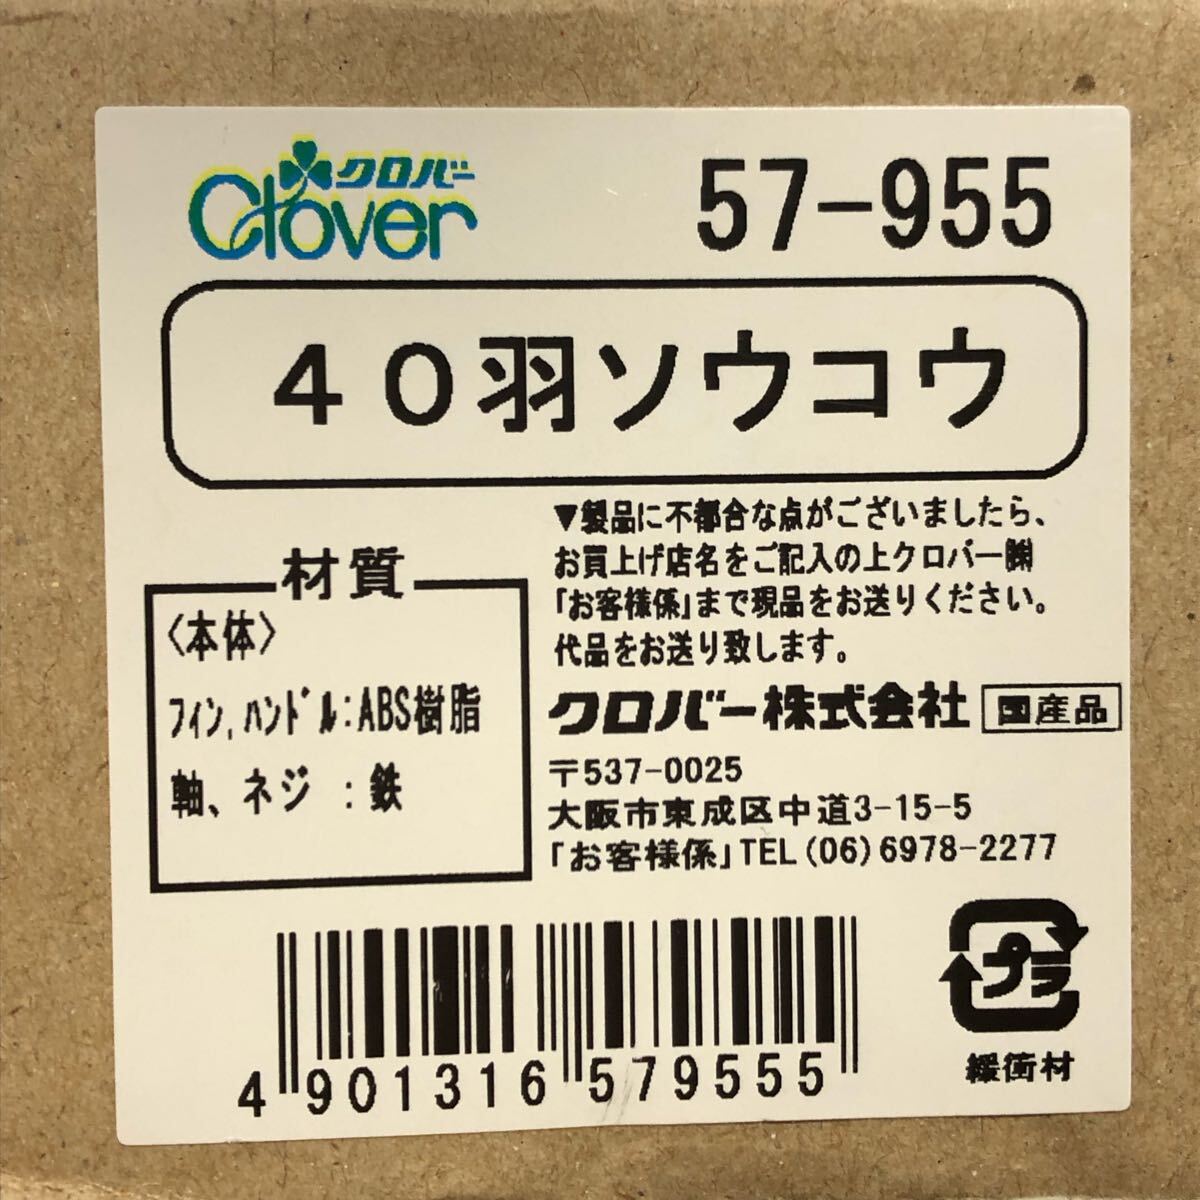 クロバー
Clover
57-955
40羽ソウコウ
材質
〈本体〉
フィン,ハンドル:ABS樹脂
軸、ネジ :鉄
▼製品に不都合な点がございましたら、
お買上げ店名をご記入の上クロバー㈱
「お客様係」まで現品をお送りください。
代品をお送り致します。
クロバー株式会社 国産品
〒537-0025
大阪市東成区中道3-15-5
「お客様係」TEL(06)6978-2277
4 901316 579555
プラ
緩衝材